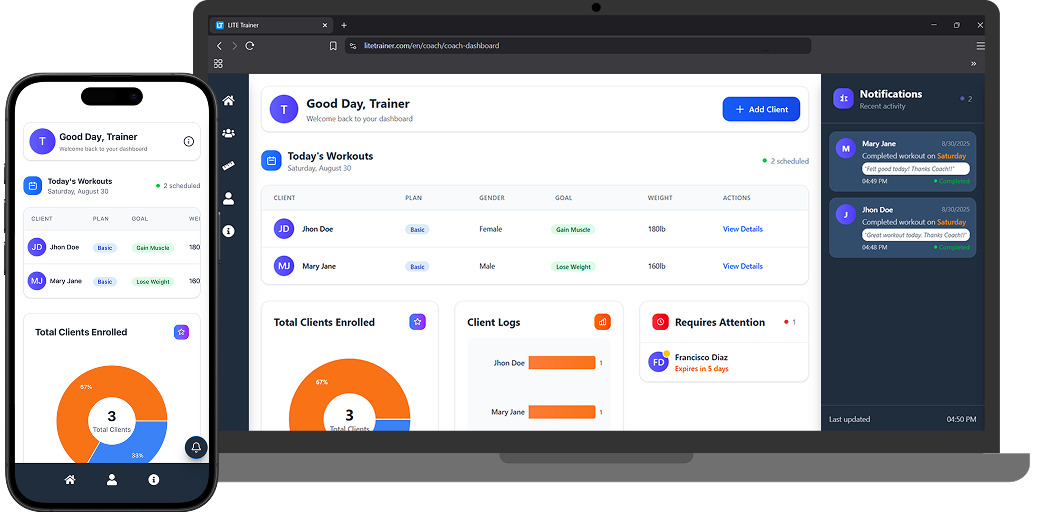 LITE Trainer
litetrainer.com/en/coach/coach-dashboard
T
Good Day, Trainer
Welcome back to your dashboard
Add Client
Today's Workouts
Saturday, August 30
2 scheduled
CLIENT PLAN GENDER GOAL WEIGHT ACTIONS
JD Jhon Doe Basic Female Gain Muscle 180lb View Details
MJ Mary Jane Basic Male Lose Weight 160lb View Details
Total Clients Enrolled
67%
3
Total Clients
Client Logs
Jhon Doe 1
Mary Jane 1
Requires Attention 1
FD Francisco Diaz
Expires in 5 days
Notifications
Recent activity
2
M Mary Jane 8/30/2025
Completed workout on Saturday
"Felt good today! Thanks Coach!!"
04:49 PM Completed
J Jhon Doe 8/30/2025
Completed workout on Saturday
"Great workout today. Thanks Coach!!"
04:48 PM Completed
Last updated 04:50 PM
T
Good Day, Trainer
Welcome back to your dashboard
Today's Workouts
Saturday, August 30
2 scheduled
CLIENT PLAN GOAL WEI
JD Jhon Doe Basic Gain Muscle 180
MJ Mary Jane Basic Lose Weight 160
Total Clients Enrolled
67%
3
Total Clients
33%